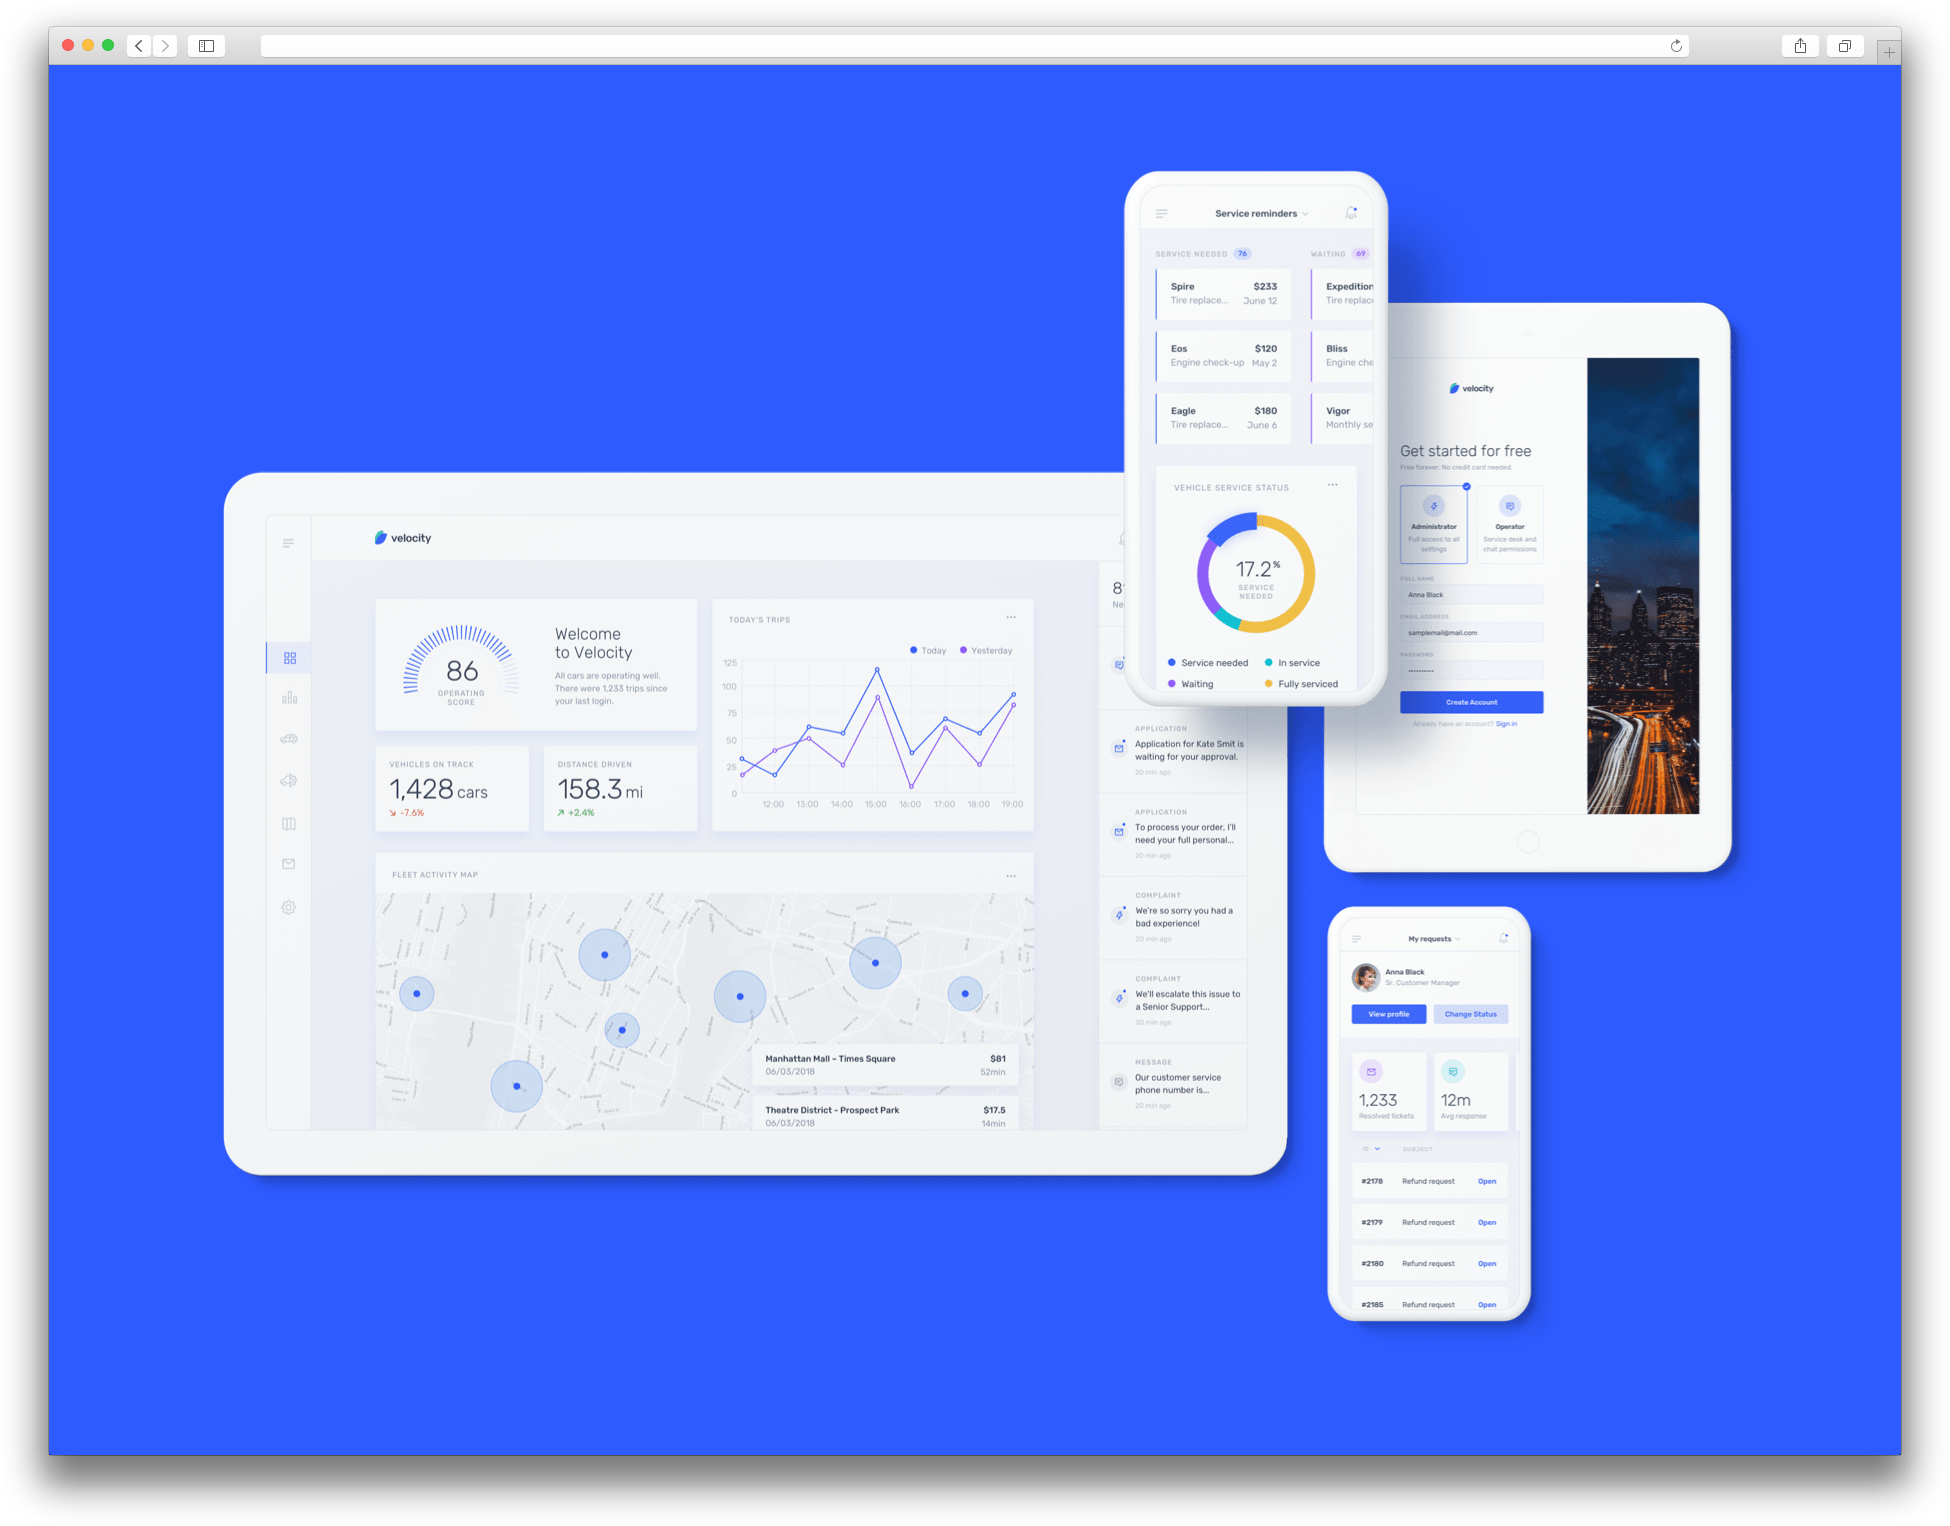 velocity
86
OPERATING
SCORE
Welcome
to Velocity
All cars are operating well.
There were 1,233 trips since
your last login.
VEHICLES ON TRACK
1,428 cars
-7.6%
DISTANCE DRIVEN
158.3 mi
+2.4%
TODAY'S TRIPS
Today
Yesterday
125
100
75
50
25
0
12:00 13:00 14:00 15:00 16:00 17:00 18:00 19:00
FLEET ACTIVITY MAP
Manhattan Mall - Times Square $81
06/03/2018 52min
Theatre District - Prospect Park $17.5
06/03/2018 14min
APPLICATION
Application for Kate Smit is
waiting for your approval.
20 min ago
APPLICATION
To process your order, I'll
need your full personal...
20 min ago
COMPLAINT
We're so sorry you had a
bad experience!
20 min ago
COMPLAINT
We'll escalate this issue to
a Senior Support...
20 min ago
MESSAGE
Our customer service
phone number is...
20 min ago
Service reminders
SERVICE NEEDED 76
WAITING 69
Spire $233
Tire replace... June 12
Eos $120
Engine check-up May 2
Eagle $180
Tire replace... June 6
Expedition
Tire replac
Bliss
Engine che
Vigor
Monthly se
VEHICLE SERVICE STATUS
17.2%
SERVICE
NEEDED
Service needed
In service
Waiting
Fully serviced
velocity
Get started for free
Free forever. No credit card needed.
Administrator
Full access to all
settings
Operator
Service desk and
chat permissions
FULL NAME
Anna Black
EMAIL ADDRESS
samplemail@mail.com
PASSWORD
Create Account
Already have an account? Sign in
My requests
Anna Black
Sr. Customer Manager
View profile
Change Status
1,233
Resolved tickets
12m
Avg response
ID SUBJECT
#2178 Refund request Open
#2179 Refund request Open
#2180 Refund request Open
#2185 Refund request Open